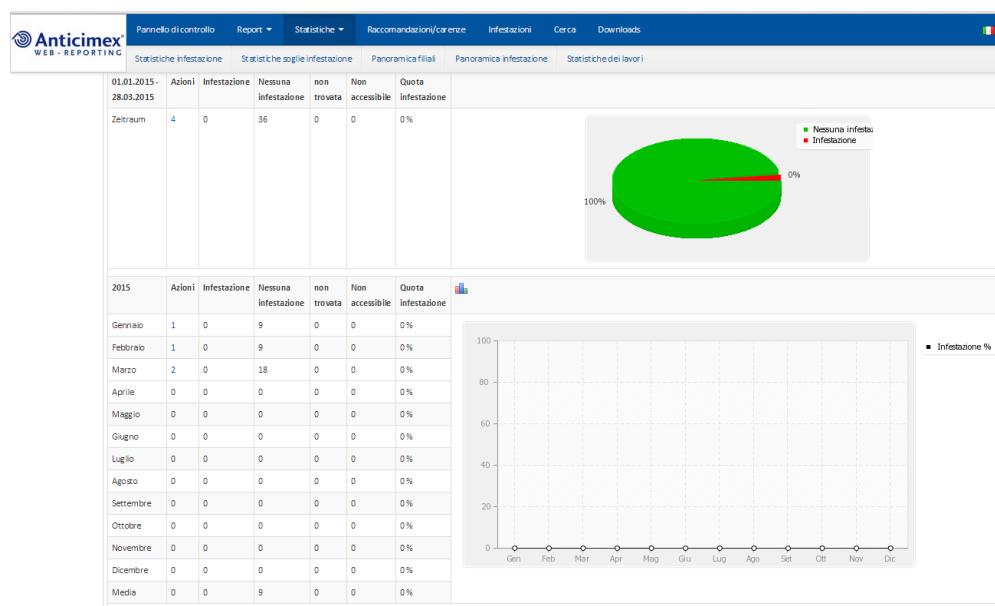 Anticimex
WEB - REPORTING
Pannello di controllo Report Statistiche Raccomandazioni/carenze Infestazioni Cerca Downloads
Statistiche infestazione Statistiche soglie infestazione Panoramica filiali Panoramica infestazione Statistiche dei lavori
01.01.2015 - Azioni Infestazione Nessuna non Non Quota
28.03.2015 infestazione trovata accessibile infestazione
Zeitraum 4 0 36 0 0 0%
Nessuna infesta
Infestazione
0%
100%
2015 Azioni Infestazione Nessuna non Non Quota
infestazione trovata accessibile infestazione
Gennaio 1 0 9 0 0 0%
Febbraio 1 0 9 0 0 0%
Marzo 2 0 18 0 0 0%
Aprile 0 0 0 0 0 0%
Maggio 0 0 0 0 0 0%
Giugno 0 0 0 0 0 0%
Luglio 0 0 0 0 0 0%
Agosto 0 0 0 0 0 0%
Settembre 0 0 0 0 0 0%
Ottobre 0 0 0 0 0 0%
Novembre 0 0 0 0 0 0%
Dicembre 0 0 0 0 0 0%
Media 0 0 9 0 0 0%
100
80
60
40
20
0
Gen Feb Mar Apr Mag Giu Lug Ago Set Ott Nov Dic
Infestazione %